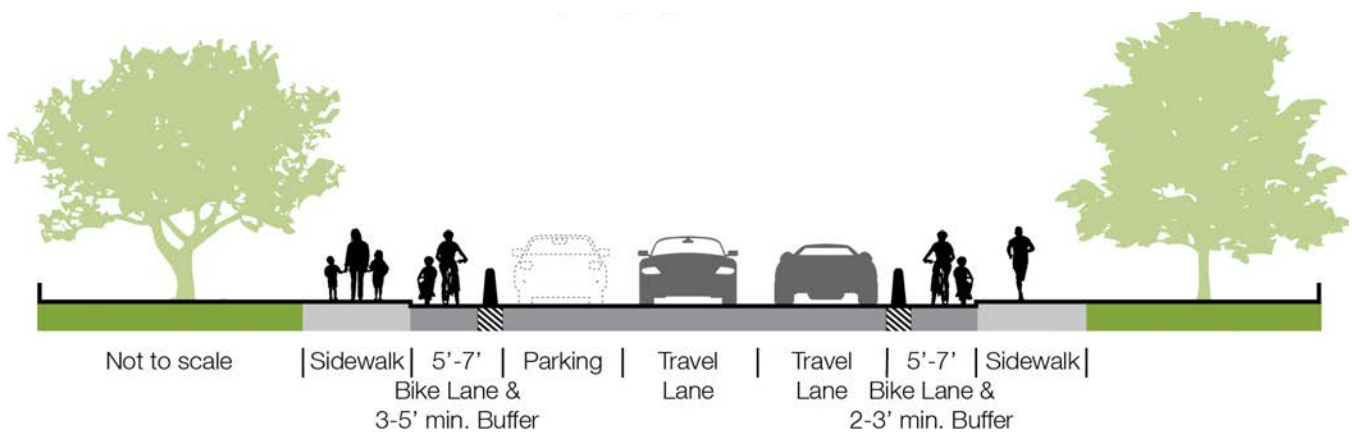 Not to scale | Sidewalk | 5'-7' | Parking | Travel | Travel | 5'-7' | Sidewalk |
Bike Lane & Lane Lane Bike Lane &
3-5' min. Buffer 2-3' min. Buffer